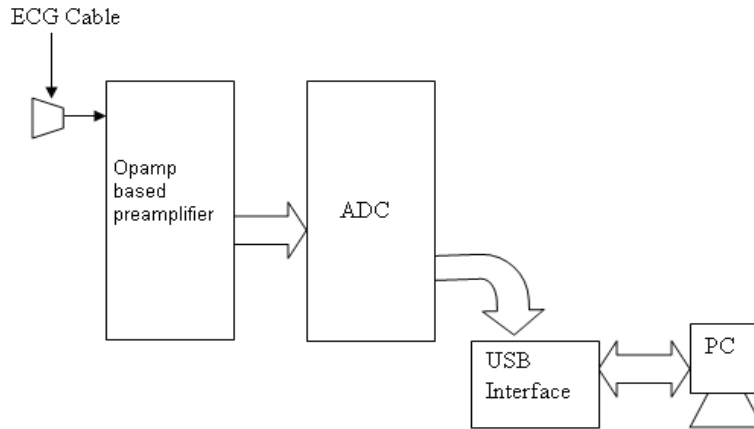 ECG Cable
Opamp
based
preamplifier
ADC
USB
Interface
PC